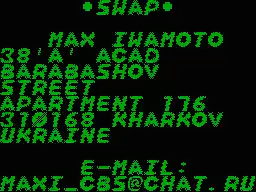 •SWAP•
MAX IWAMOTO
38'A' ACAD
BARABASHOV
STREET
APARTMENT 176
310168 KHARKOV
UKRAINE
E-MAIL:
MAXI_CBS@CHAT.RU